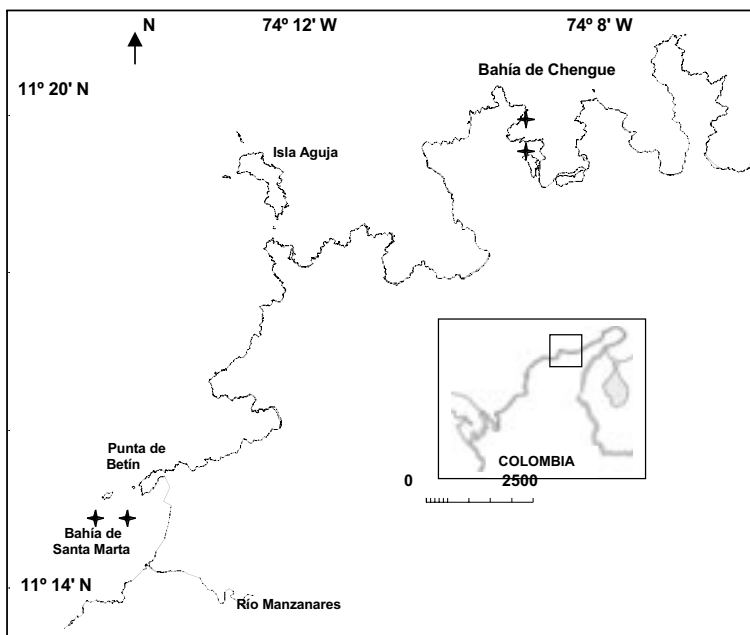 N
74º 12' W
74º 8' W
Bahía de Chengue
11º 20' N
Isla Aguja
Punta de
Betín
COLOMBIA
0
2500
Bahía de
Santa Marta
11º 14' N
Río Manzanares